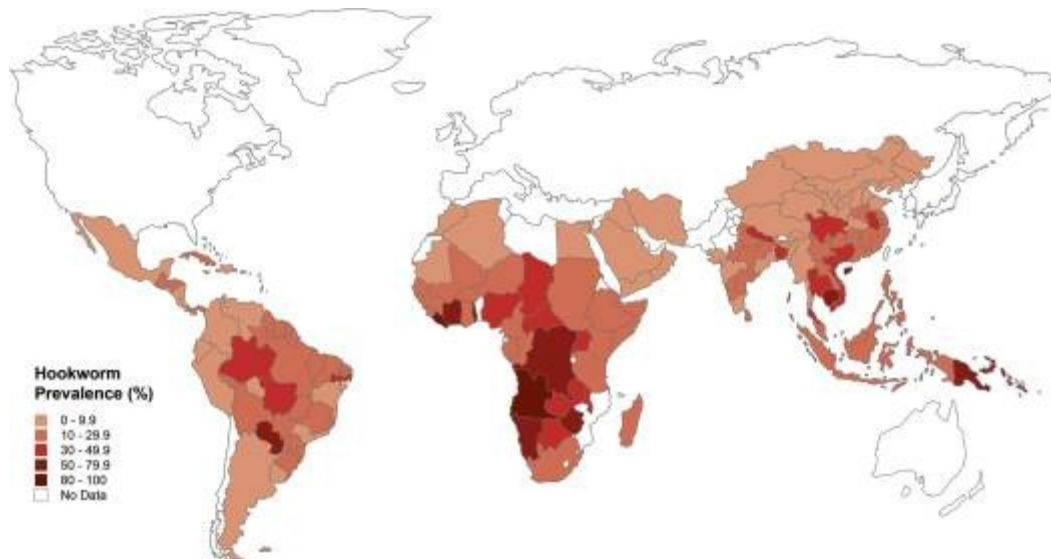 Hookworm
Prevalence (%)
0 - 9.9
10 - 29.9
30 - 49.9
50 - 79.9
80 - 100
No Data